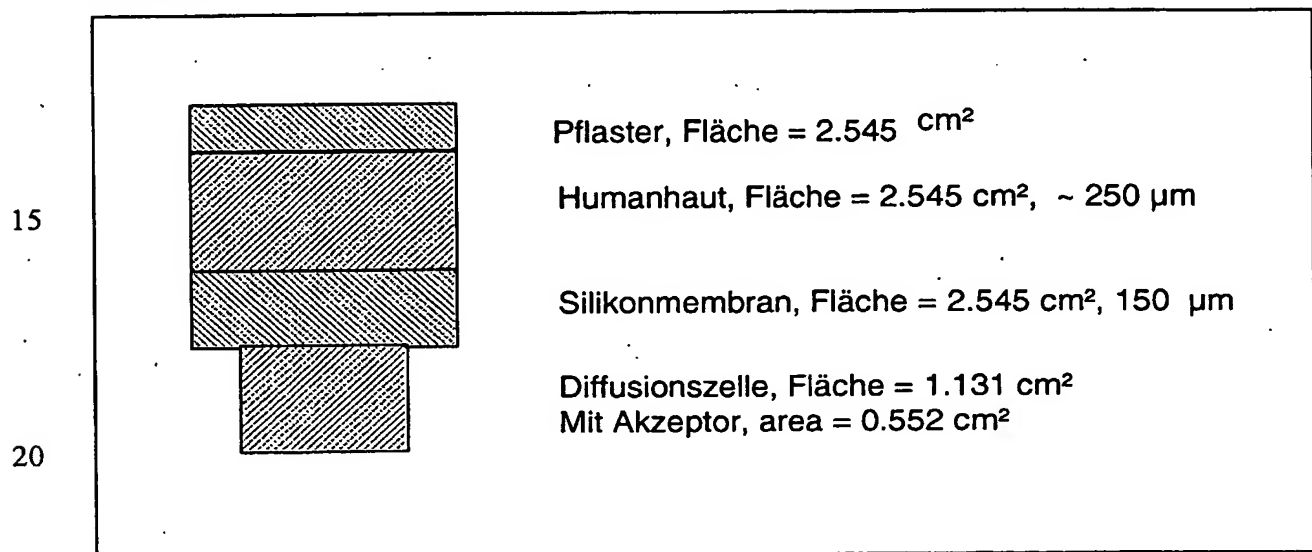 Pflaster, Fläche = 2.545 cm²
15
Humanhaut, Fläche = 2.545 cm², ~ 250 µm
Silikonmembran, Fläche = 2.545 cm², 150 µm
Diffusionszelle, Fläche = 1.131 cm²
Mit Akzeptor, area = 0.552 cm²
20